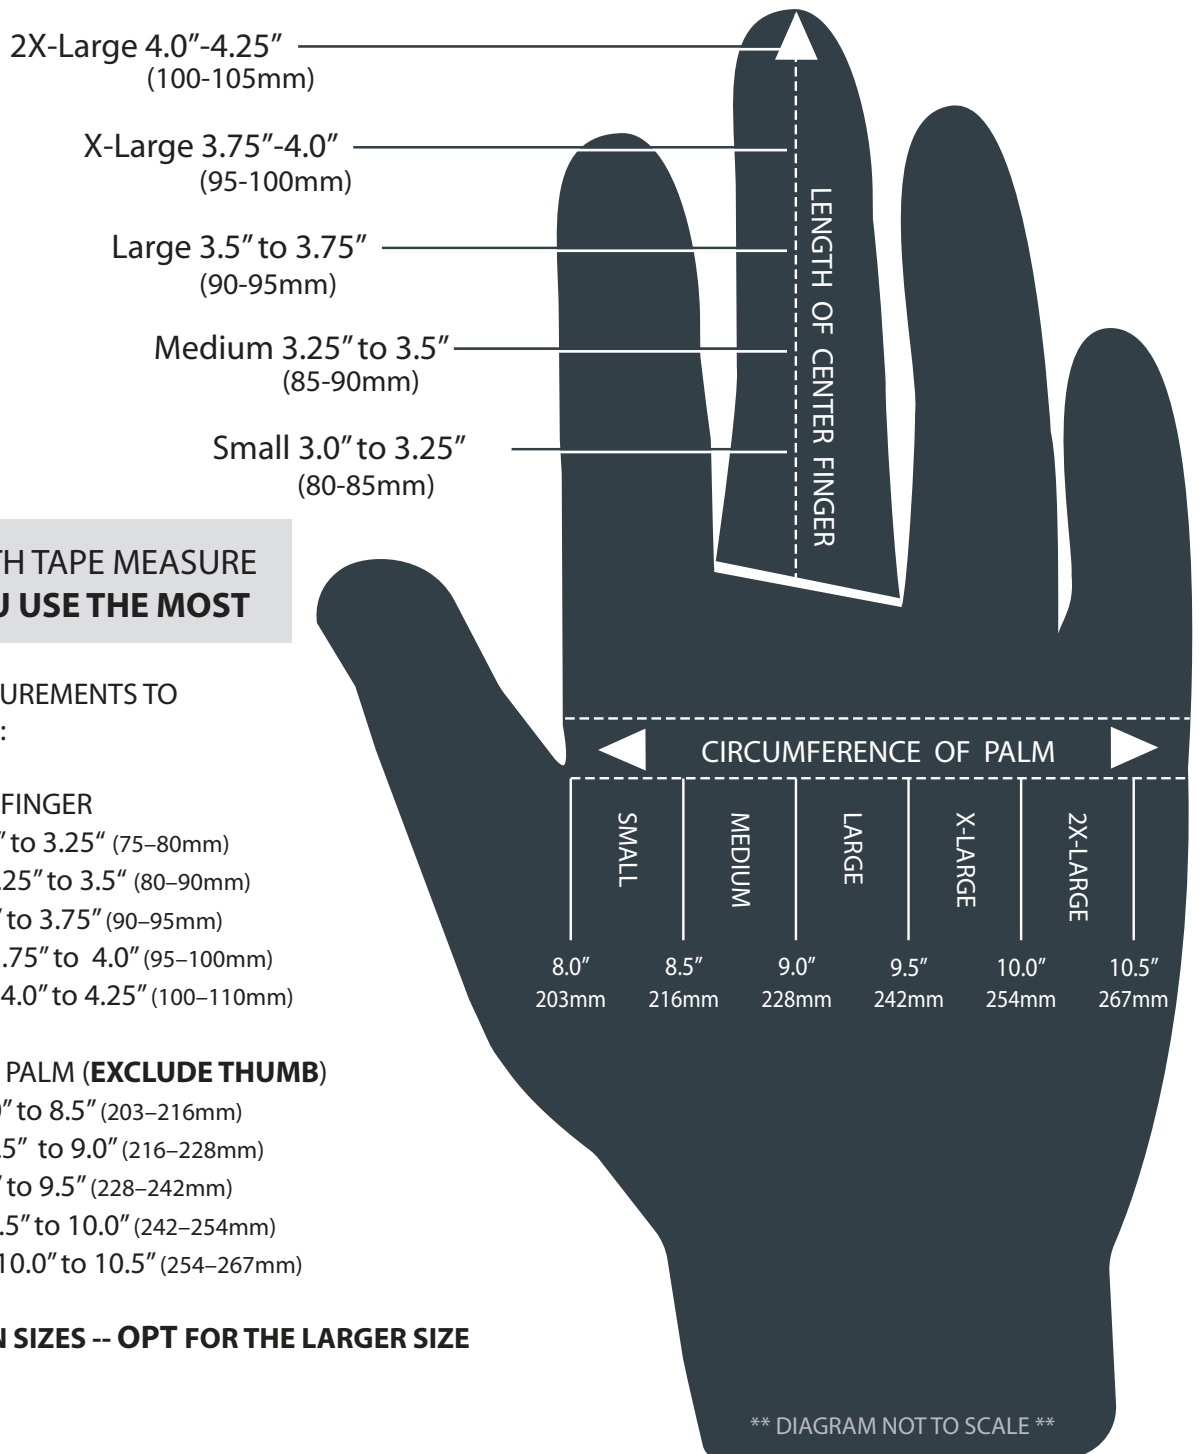 2X-Large 4.0”-4.25”
(100-105mm)
X-Large 3.75”-4.0”
(95-100mm)
Large 3.5” to 3.75”
(90-95mm)
Medium 3.25” to 3.5”
(85-90mm)
Small 3.0” to 3.25”
(80-85mm)
LENGTH OF CENTER FINGER
TH TAPE MEASURE
U USE THE MOST
UREMENTS TO
:
FINGER
” to 3.25“ (75–80mm)
.25” to 3.5“ (80–90mm)
” to 3.75” (90–95mm)
.75” to 4.0” (95–100mm)
4.0” to 4.25” (100–110mm)
PALM (EXCLUDE THUMB)
0” to 8.5” (203–216mm)
.5” to 9.0” (216–228mm)
” to 9.5” (228–242mm)
.5” to 10.0” (242–254mm)
10.0” to 10.5” (254–267mm)
N SIZES -- OPT FOR THE LARGER SIZE
CIRCUMFERENCE OF PALM
SMALL
MEDIUM
LARGE
X-LARGE
2X-LARGE
8.0” 8.5” 9.0” 9.5” 10.0” 10.5”
203mm 216mm 228mm 242mm 254mm 267mm
** DIAGRAM NOT TO SCALE **